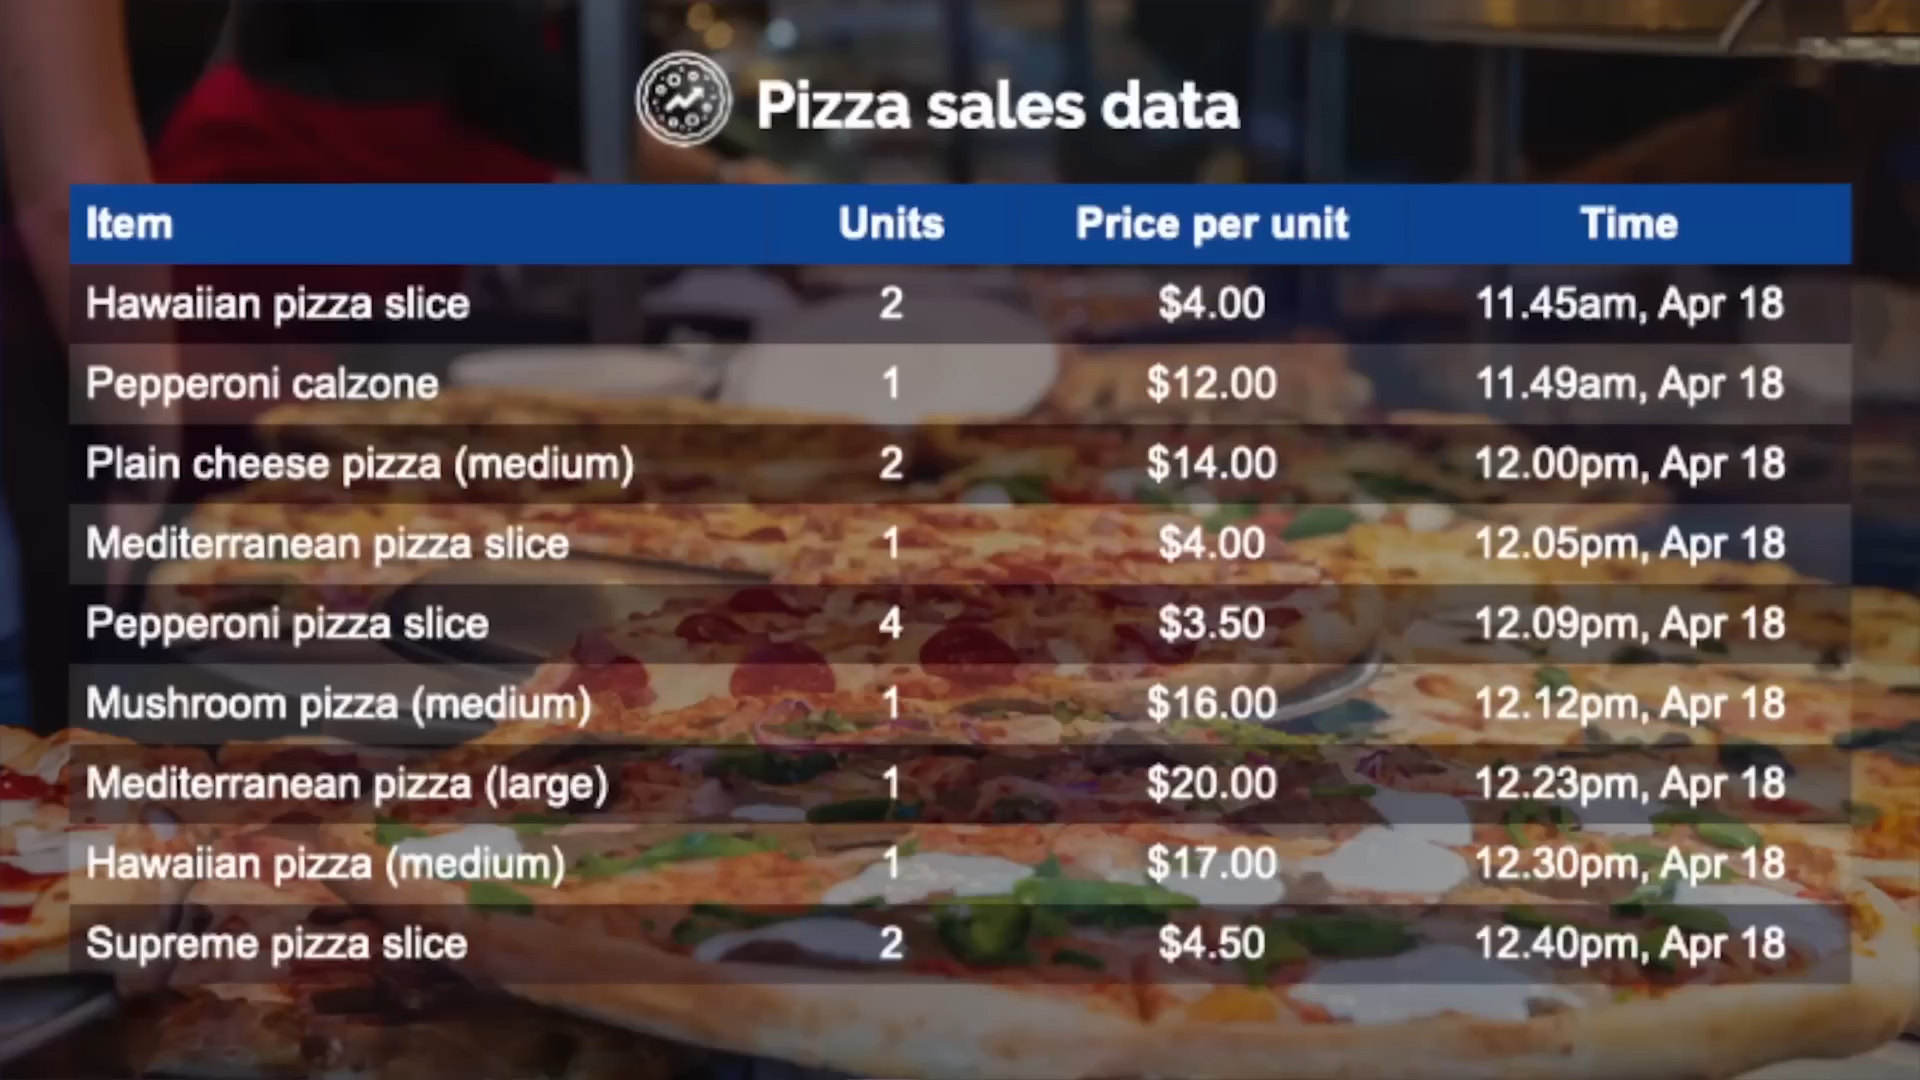 Pizza sales data
Item Units Price per unit Time
Hawaiian pizza slice 2 $4.00 11.45am, Apr 18
Pepperoni calzone 1 $12.00 11.49am, Apr 18
Plain cheese pizza (medium) 2 $14.00 12.00pm, Apr 18
Mediterranean pizza slice 1 $4.00 12.05pm, Apr 18
Pepperoni pizza slice 4 $3.50 12.09pm, Apr 18
Mushroom pizza (medium) 1 $16.00 12.12pm, Apr 18
Mediterranean pizza (large) 1 $20.00 12.23pm, Apr 18
Hawaiian pizza (medium) 1 $17.00 12.30pm, Apr 18
Supreme pizza slice 2 $4.50 12.40pm, Apr 18